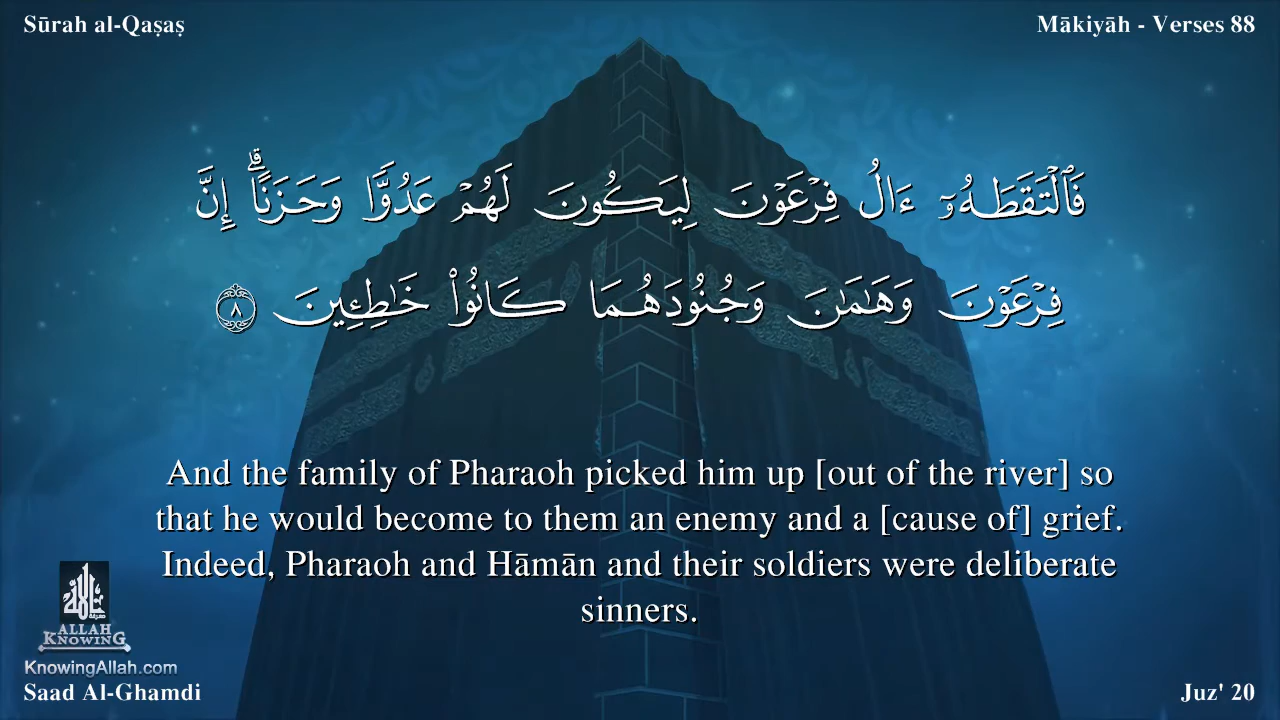 Sūrah al-Qaṣaṣ
Mākiyāh - Verses 88
فَٱلْتَقَطَهُۥٓ ءَالُ فِرْعَوْنَ لِيَكُونَ لَهُمْ عَدُوًّا وَحَزَنًا ۗ إِنَّ
فِرْعَوْنَ وَهَٰمَٰنَ وَجُنُودَهُمَا كَانُوا۟ خَٰطِـِٔينَ ٨
And the family of Pharaoh picked him up [out of the river] so
that he would become to them an enemy and a [cause of] grief.
Indeed, Pharaoh and Hāmān and their soldiers were deliberate
sinners.
ALLAH
KNOWING
KnowingAllah.com
Saad Al-Ghamdi
Juz' 20